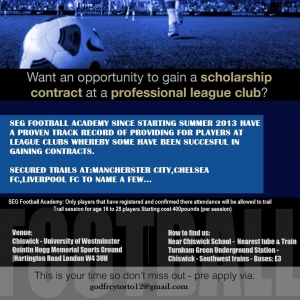 Want an opportunity to gain a scholarship
contract at a professional league club?
SEG FOOTBALL ACADEMY SINCE STARTING SUMMER 2013 HAVE
A PROVEN TRACK RECORD OF PROVIDING FOR PLAYERS AT
LEAGUE CLUBS WHEREBY SOME HAVE BEEN SUCCESFUL IN
GAINING CONTRACTS.
SECURED TRAILS AT:MANCHERSTER CITY,CHELSEA
FC,LIVERPOOL FC TO NAME A FEW...
SEG Football Academy: Only players that have registered and confirmed there attendance will be allowed to trail
Trail session for age 16 to 28 players Starting cost 400pounds (per session)
FOOTBALL
Venue:
Chiswick - University of Westminster
Quintin Hogg Memorial Sports Ground
|Hartington Road London W4 3UH
How to find us:
Near Chiswick School - Nearest tube & Train
Turnham Green Underground Station -
Chiswick - Southwest trains - Buses: E3
This is your time so don't miss out - pre apply via:
godfreytorto12@gmail.com